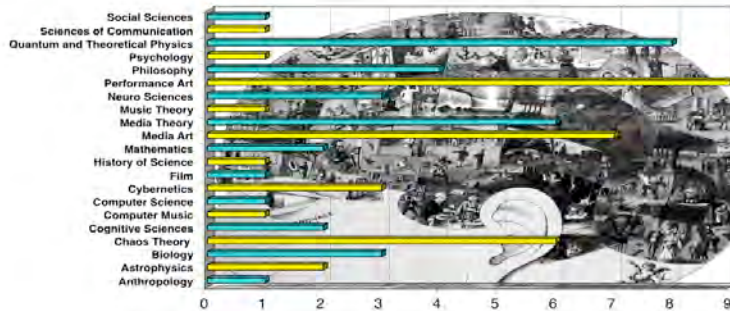 Social Sciences
Sciences of Communication
Quantum and Theoretical Physics
Psychology
Philosophy
Performance Art
Neuro Sciences
Music Theory
Media Theory
Media Art
Mathematics
History of Science
Film
Cybernetics
Computer Science
Computer Music
Cognitive Sciences
Chaos Theory
Biology
Astrophysics
Anthropology
0 1 2 3 4 5 6 7 8 9